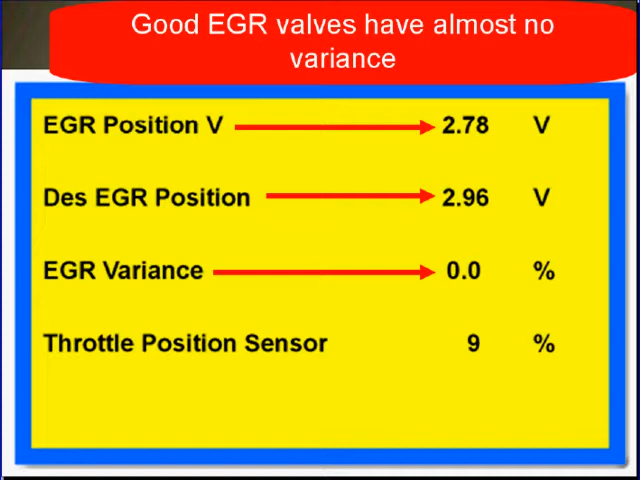 Good EGR valves have almost no
variance
EGR Position V 2.78 V
Des EGR Position 2.96 V
EGR Variance 0.0 %
Throttle Position Sensor 9 %